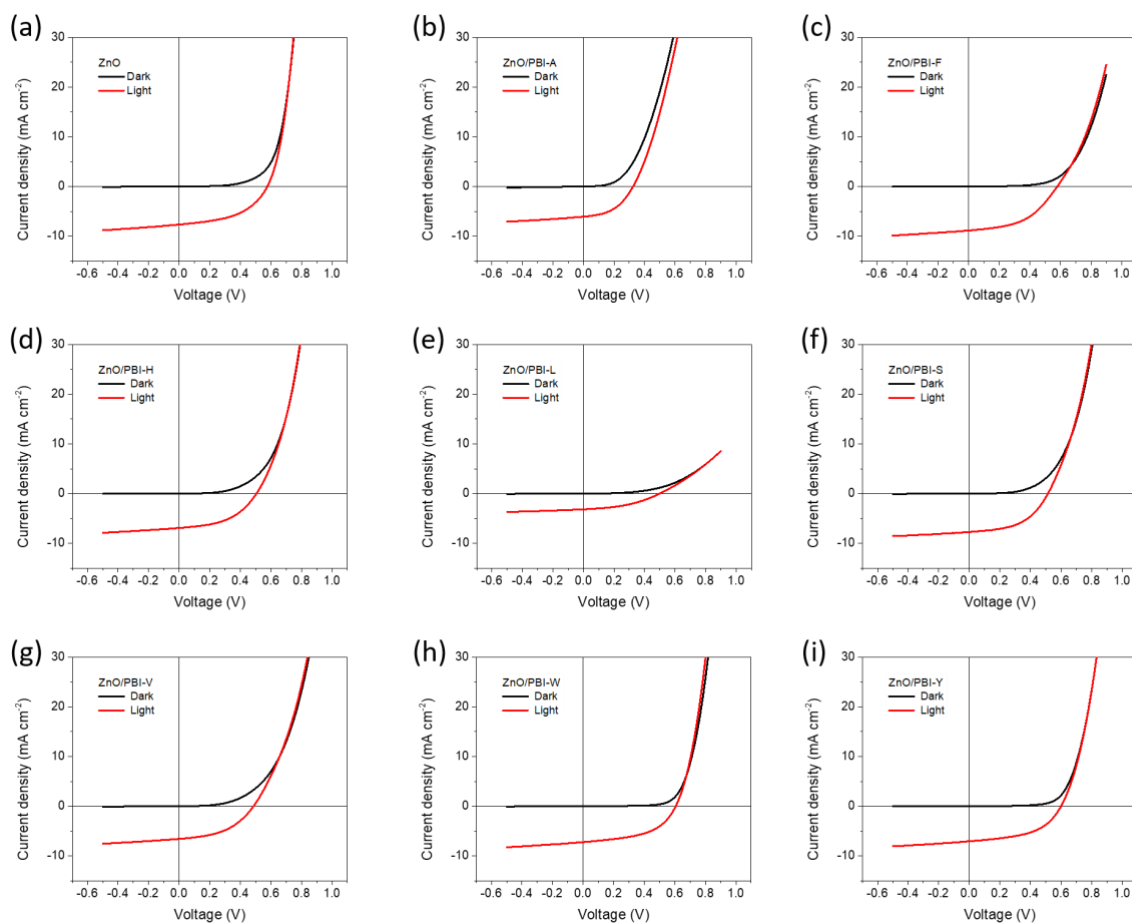 (a)
ZnO
Dark
Light
30
20
10
0
-10
-0.6 -0.4 -0.2 0.0 0.2 0.4 0.6 0.8 1.0
Voltage (V)
Current density (mA cm⁻²)
(b)
ZnO/PBI-A
Dark
Light
30
20
10
0
-10
-0.6 -0.4 -0.2 0.0 0.2 0.4 0.6 0.8 1.0
Voltage (V)
Current density (mA cm⁻²)
(c)
ZnO/PBI-F
Dark
Light
30
20
10
0
-10
-0.6 -0.4 -0.2 0.0 0.2 0.4 0.6 0.8 1.0
Voltage (V)
Current density (mA cm⁻²)
(d)
ZnO/PBI-H
Dark
Light
30
20
10
0
-10
-0.6 -0.4 -0.2 0.0 0.2 0.4 0.6 0.8 1.0
Voltage (V)
Current density (mA cm⁻²)
(e)
ZnO/PBI-L
Dark
Light
30
20
10
0
-10
-0.6 -0.4 -0.2 0.0 0.2 0.4 0.6 0.8 1.0
Voltage (V)
Current density (mA cm⁻²)
(f)
ZnO/PBI-S
Dark
Light
30
20
10
0
-10
-0.6 -0.4 -0.2 0.0 0.2 0.4 0.6 0.8 1.0
Voltage (V)
Current density (mA cm⁻²)
(g)
ZnO/PBI-V
Dark
Light
30
20
10
0
-10
-0.6 -0.4 -0.2 0.0 0.2 0.4 0.6 0.8 1.0
Voltage (V)
Current density (mA cm⁻²)
(h)
ZnO/PBI-W
Dark
Light
30
20
10
0
-10
-0.6 -0.4 -0.2 0.0 0.2 0.4 0.6 0.8 1.0
Voltage (V)
Current density (mA cm⁻²)
(i)
ZnO/PBI-Y
Dark
Light
30
20
10
0
-10
-0.6 -0.4 -0.2 0.0 0.2 0.4 0.6 0.8 1.0
Voltage (V)
Current density (mA cm⁻²)